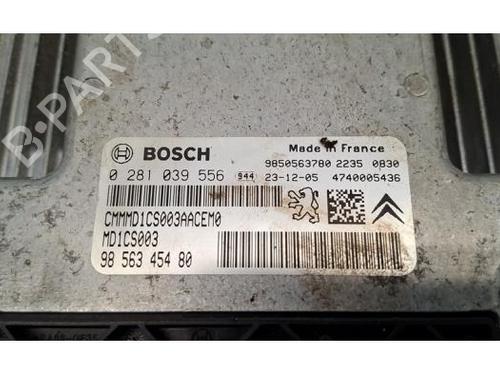 B-PARTS
BOSCH
Made in France
0 281 039 556
944
9850563780 2235 0830
23-12-05 4740005436
CMMMD1CS003AACEM0
MD1CS003
98 563 454 80